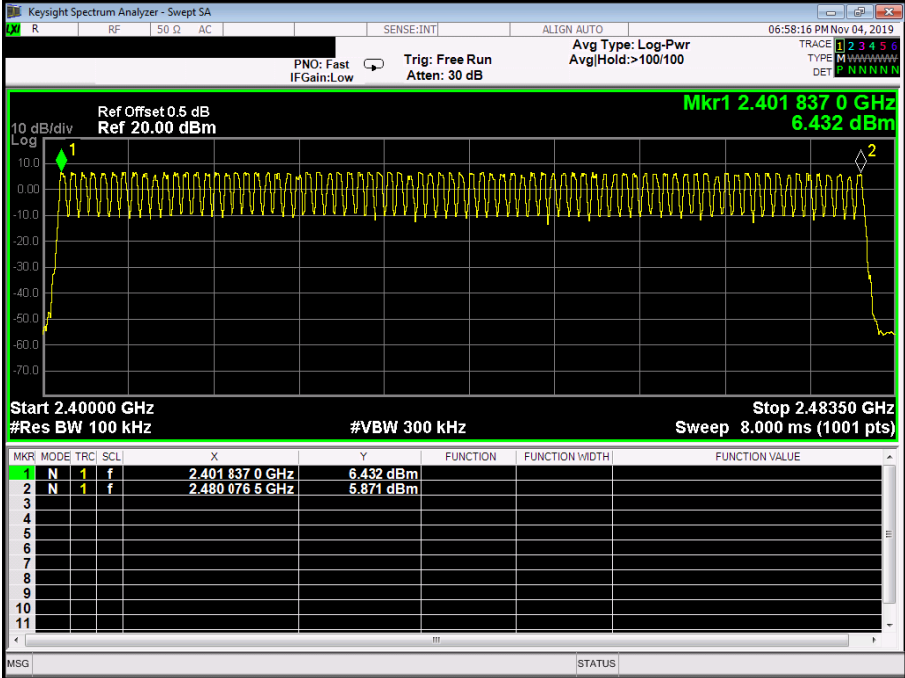 Keysight Spectrum Analyzer - Swept SA
LXI R RF 50 Ω AC SENSE:INT ALIGN AUTO 06:58:16 PM Nov 04, 2019
PNO: Fast Trig: Free Run Avg Type: Log-Pwr TRACE 1 2 3 4 5 6
IFGain:Low Atten: 30 dB Avg|Hold:>100/100 TYPE M WWWWW
DET P N N N N N
Mkr1 2.401 837 0 GHz
6.432 dBm
Ref Offset 0.5 dB
10 dB/div Ref 20.00 dBm
Log
1
2
10.0
0.00
-10.0
-20.0
-30.0
-40.0
-50.0
-60.0
-70.0
Start 2.40000 GHz Stop 2.48350 GHz
#Res BW 100 kHz #VBW 300 kHz Sweep 8.000 ms (1001 pts)
MKR MODE TRC SCL X Y FUNCTION FUNCTION WIDTH FUNCTION VALUE
1 N 1 f 2.401 837 0 GHz 6.432 dBm
2 N 1 f 2.480 076 5 GHz 5.871 dBm
3
4
5
6
7
8
9
10
11
MSG STATUS